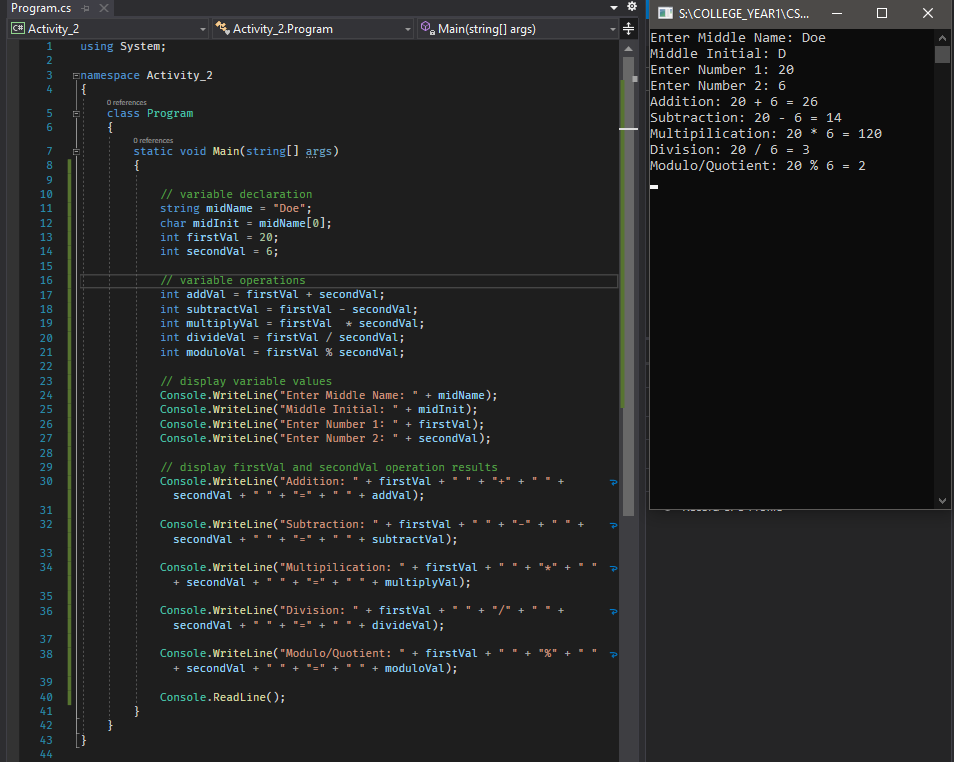 Program.cs
Activity_2
Activity_2.Program
Main(string[] args)
1 using System;
2
3 namespace Activity_2
4 {
0 references
5 class Program
6 {
0 references
7 static void Main(string[] args)
8 {
9
10 // variable declaration
11 string midName = "Doe";
12 char midInit = midName[0];
13 int firstVal = 20;
14 int secondVal = 6;
15
16 // variable operations
17 int addVal = firstVal + secondVal;
18 int subtractVal = firstVal - secondVal;
19 int multiplyVal = firstVal  * secondVal;
20 int divideVal = firstVal / secondVal;
21 int moduloVal = firstVal % secondVal;
22
23 // display variable values
24 Console.WriteLine("Enter Middle Name: " + midName);
25 Console.WriteLine("Middle Initial: " + midInit);
26 Console.WriteLine("Enter Number 1: " + firstVal);
27 Console.WriteLine("Enter Number 2: " + secondVal);
28
29 // display firstVal and secondVal operation results
30 Console.WriteLine("Addition: " + firstVal + " " + "+" + " " +
secondVal + " " + "=" + " " + addVal);
31
32 Console.WriteLine("Subtraction: " + firstVal + " " + "-" + " " +
secondVal + " " + "=" + " " + subtractVal);
33
34 Console.WriteLine("Multipilication: " + firstVal + " " + "*" + " "
+ secondVal + " " + "=" + " " + multiplyVal);
35
36 Console.WriteLine("Division: " + firstVal + " " + "/" + " " +
secondVal + " " + "=" + " " + divideVal);
37
38 Console.WriteLine("Modulo/Quotient: " + firstVal + " " + "%" + " "
+ secondVal + " " + "=" + " " + moduloVal);
39
40 Console.ReadLine();
41 }
42 }
43 }
44
S:\COLLEGE_YEAR1\CS...
Enter Middle Name: Doe
Middle Initial: D
Enter Number 1: 20
Enter Number 2: 6
Addition: 20 + 6 = 26
Subtraction: 20 - 6 = 14
Multipilication: 20 * 6 = 120
Division: 20 / 6 = 3
Modulo/Quotient: 20 % 6 = 2